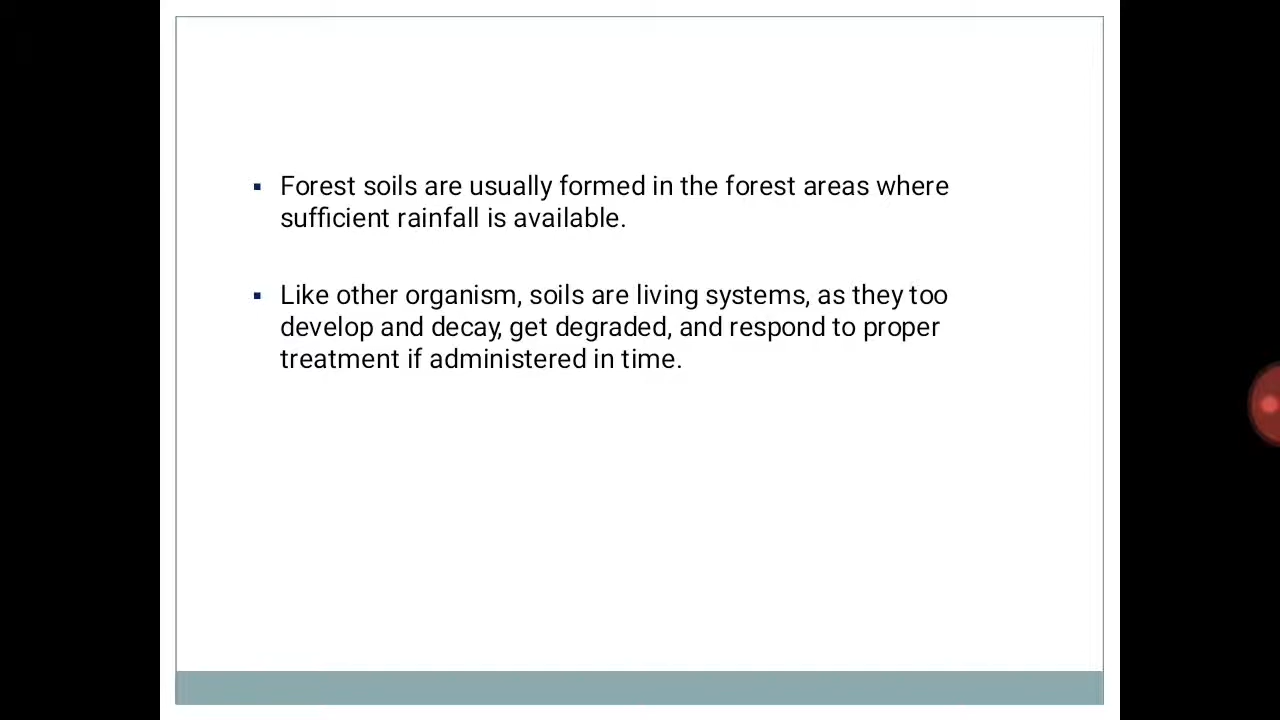 ▪ Forest soils are usually formed in the forest areas where
sufficient rainfall is available.
▪ Like other organism, soils are living systems, as they too
develop and decay, get degraded, and respond to proper
treatment if administered in time.